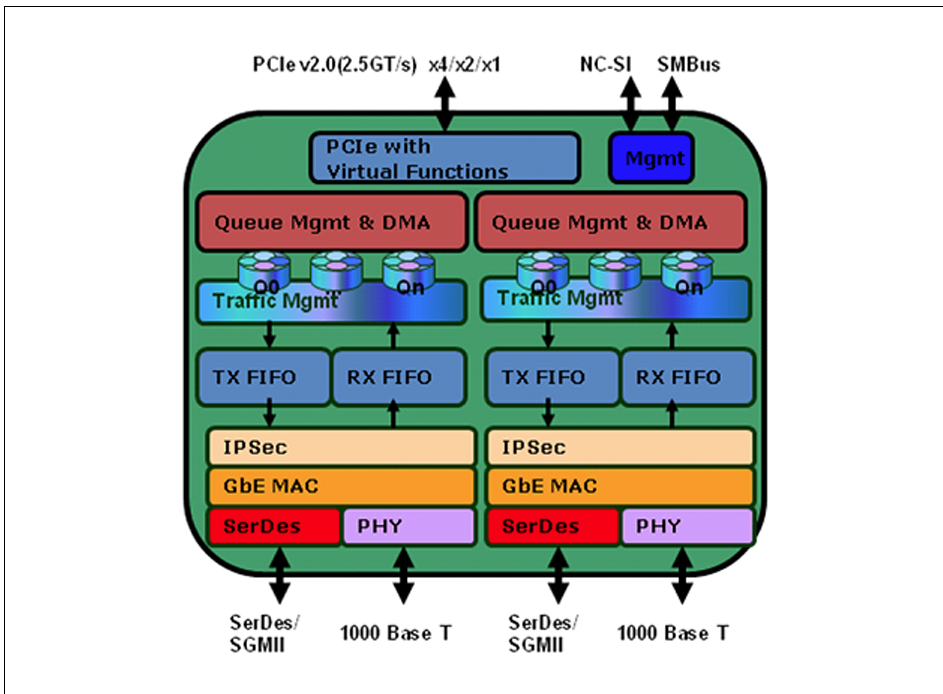 PCIe v2.0(2.5GT/s) x4/x2/x1
NC-SI
SMBus
PCIe with
Virtual Functions
Mgmt
Queue Mgmt & DMA
Queue Mgmt & DMA
Q0
Qn
Q0
Qn
Traffic Mgmt
Traffic Mgmt
TX FIFO
RX FIFO
TX FIFO
RX FIFO
IPSec
IPSec
GbE MAC
GbE MAC
SerDes
PHY
SerDes
PHY
SerDes/
SGMII
1000 Base T
SerDes/
SGMII
1000 Base T